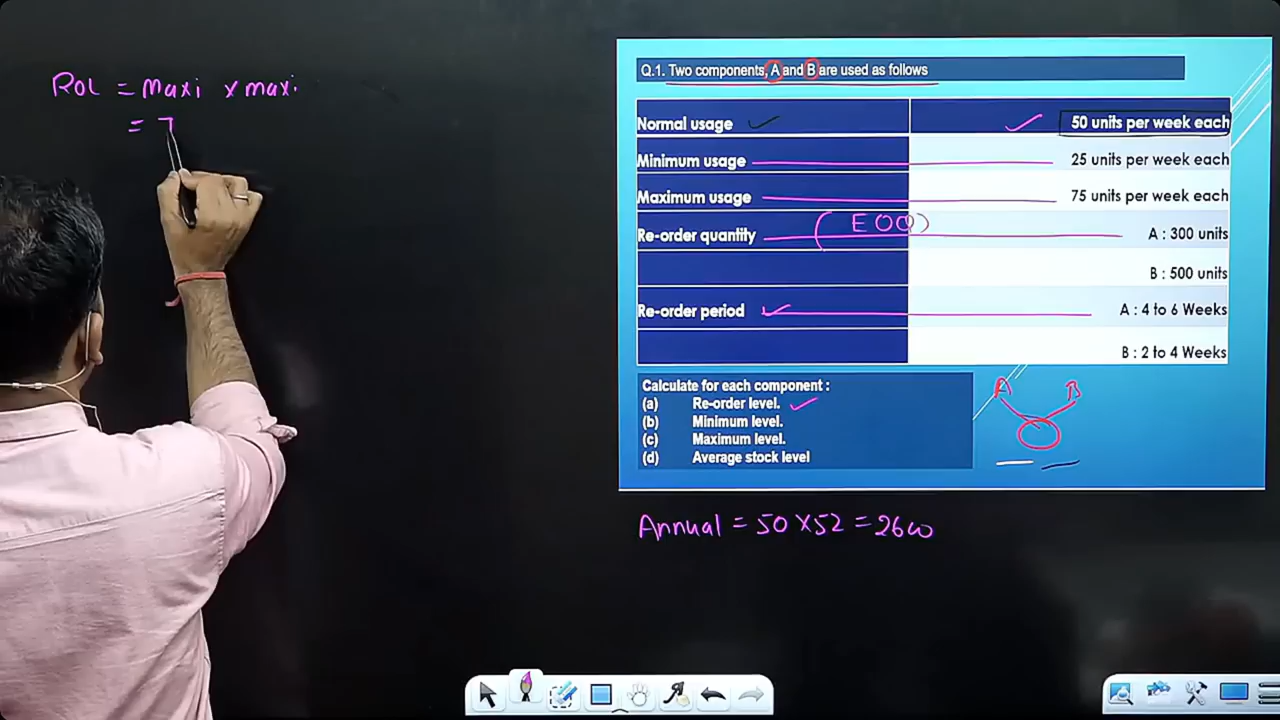 ROL = Maxi x maxi
= 7
Q.1. Two components, A and B are used as follows
Normal usage 50 units per week each
Minimum usage 25 units per week each
Maximum usage 75 units per week each
(EOQ)
Re-order quantity A : 300 units
B : 500 units
Re-order period A : 4 to 6 Weeks
B : 2 to 4 Weeks
Calculate for each component :
(a) Re-order level.
(b) Minimum level.
(c) Maximum level.
(d) Average stock level
A B
Annual = 50 X 52 = 2600